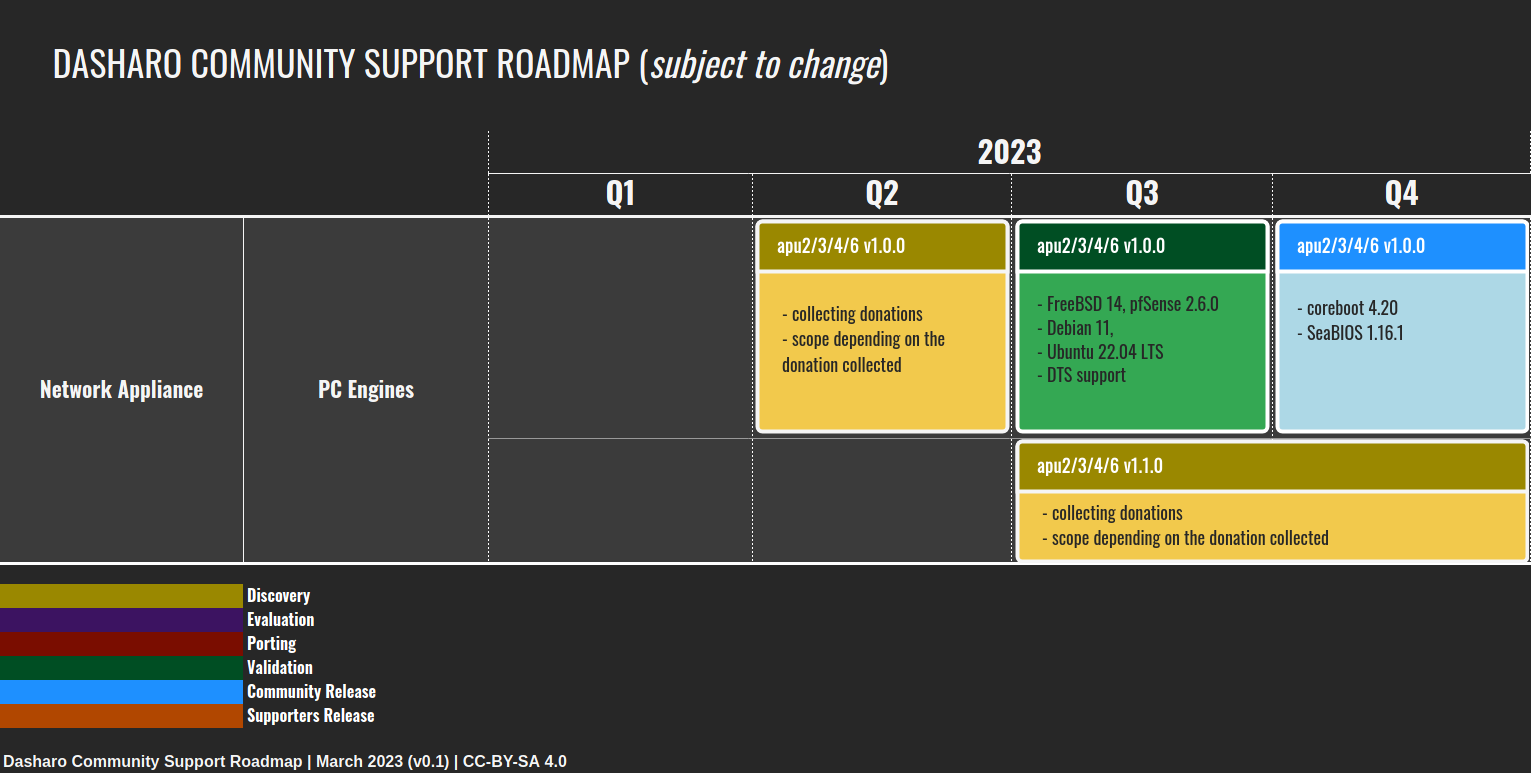 DASHARO COMMUNITY SUPPORT ROADMAP (subject to change)
2023
Q1
Q2
Q3
Q4
Network Appliance
PC Engines
apu2/3/4/6 v1.0.0
- collecting donations
- scope depending on the
donation collected
apu2/3/4/6 v1.0.0
- FreeBSD 14, pfSense 2.6.0
- Debian 11,
- Ubuntu 22.04 LTS
- DTS support
apu2/3/4/6 v1.0.0
- coreboot 4.20
- SeaBIOS 1.16.1
apu2/3/4/6 v1.1.0
- collecting donations
- scope depending on the donation collected
Discovery
Evaluation
Porting
Validation
Community Release
Supporters Release
Dasharo Community Support Roadmap | March 2023 (v0.1) | CC-BY-SA 4.0